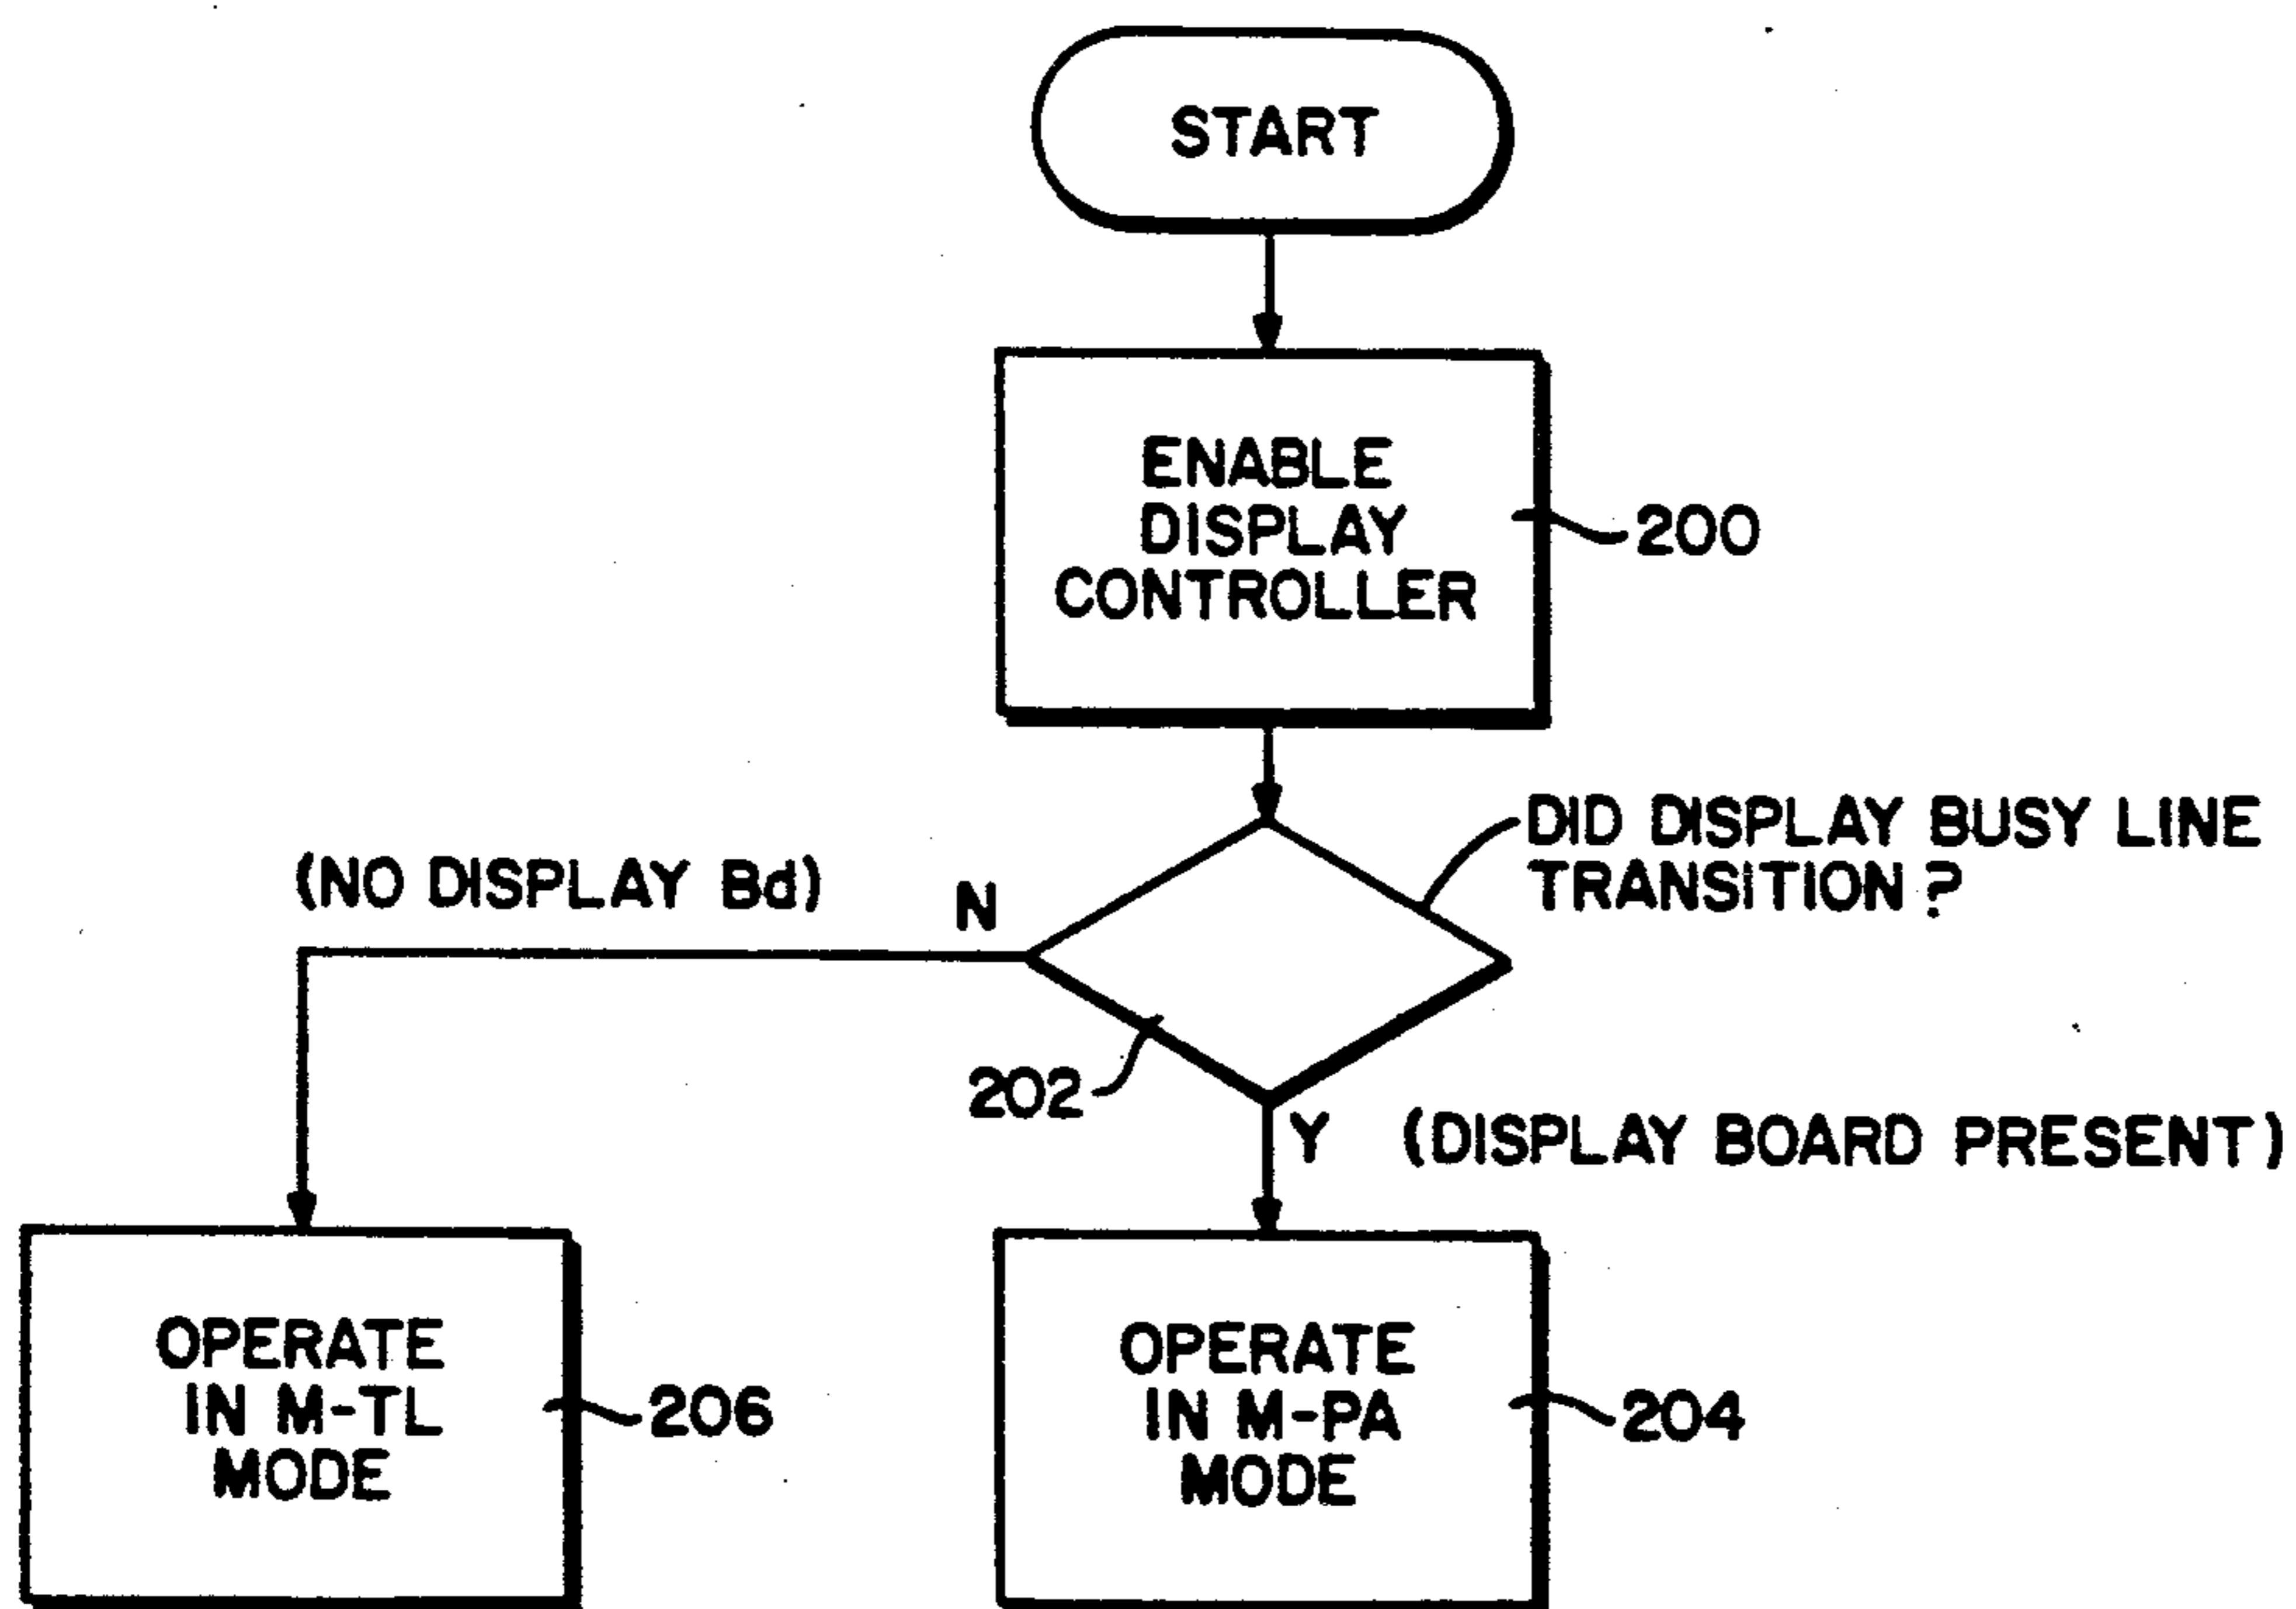 START
ENABLE
DISPLAY
CONTROLLER
200
DID DISPLAY BUSY LINE
TRANSITION?
(NO DISPLAY Bd)
N
202
Y (DISPLAY BOARD PRESENT)
OPERATE
IN M-TL
MODE
206
OPERATE
IN M-PA
MODE
204